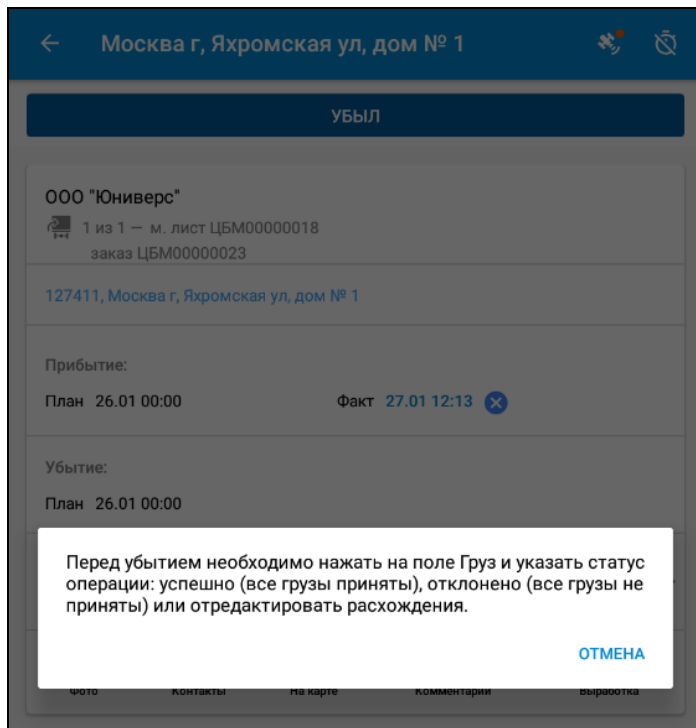 Москва г, Яхромская ул, дом № 1
УБЫЛ
ООО "Юниверс"
1 из 1 — м. лист ЦБМ00000018
заказ ЦБМ00000023
127411, Москва г, Яхромская ул, дом № 1
Прибытие:
План 26.01 00:00 Факт 27.01 12:13
Убытие:
План 26.01 00:00
Перед убытием необходимо нажать на поле Груз и указать статус
операции: успешно (все грузы приняты), отклонено (все грузы не
приняты) или отредактировать расхождения.
ОТМЕНА
Фото Контакты На карте Комментарии Выработка